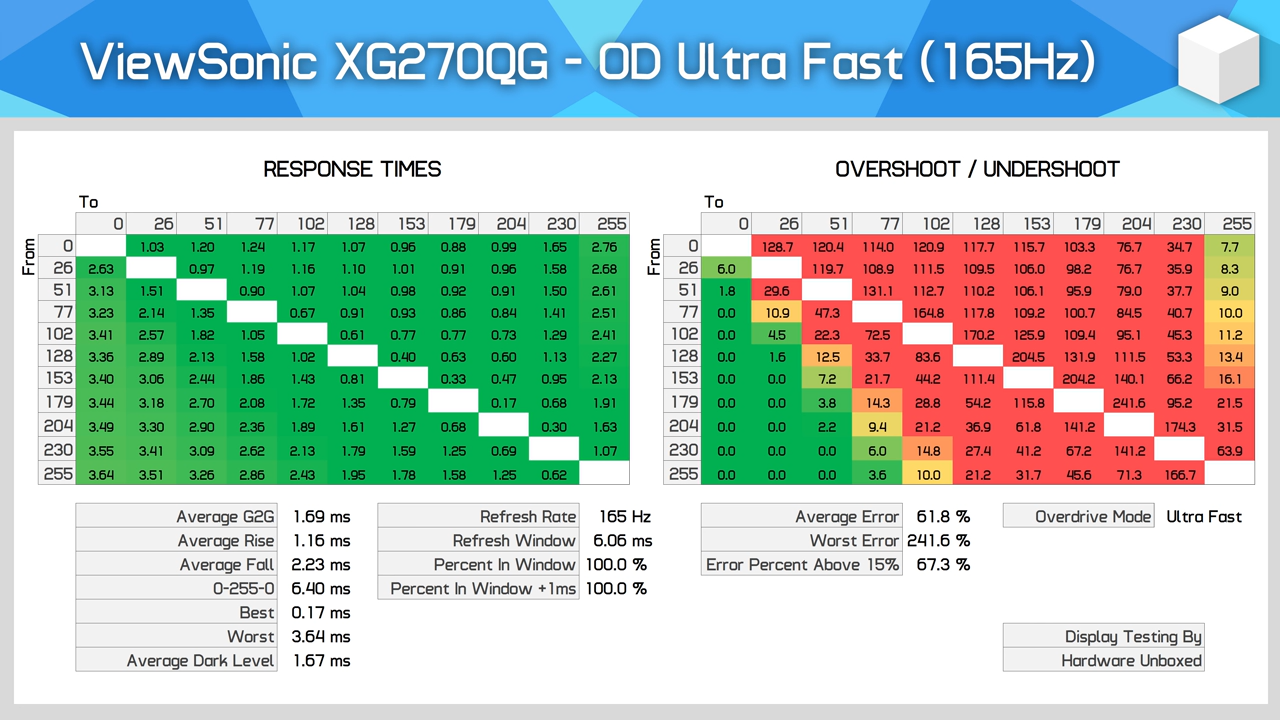 ViewSonic XG270QG - OD Ultra Fast (165Hz)
RESPONSE TIMES
To
0 26 51 77 102 128 153 179 204 230 255
From
0 1.03 1.20 1.24 1.17 1.07 0.96 0.88 0.99 1.65 2.76
26 2.63 0.97 1.19 1.16 1.10 1.01 0.91 0.96 1.58 2.68
51 3.13 1.51 0.90 1.07 1.04 0.98 0.92 0.91 1.50 2.61
77 3.23 2.14 1.35 0.67 0.91 0.93 0.86 0.84 1.41 2.51
102 3.41 2.57 1.82 1.05 0.61 0.77 0.77 0.73 1.29 2.41
128 3.36 2.89 2.13 1.58 1.02 0.40 0.63 0.60 1.13 2.27
153 3.40 3.06 2.44 1.86 1.43 0.81 0.33 0.47 0.95 2.13
179 3.44 3.18 2.70 2.08 1.72 1.35 0.79 0.17 0.68 1.91
204 3.49 3.30 2.90 2.36 1.89 1.61 1.27 0.68 0.30 1.63
230 3.55 3.41 3.09 2.62 2.13 1.79 1.59 1.25 0.69 1.07
255 3.64 3.51 3.26 2.86 2.43 1.95 1.78 1.58 1.25 0.62
OVERSHOOT / UNDERSHOOT
To
0 26 51 77 102 128 153 179 204 230 255
From
0 128.7 120.4 114.0 120.9 117.7 115.7 103.3 76.7 34.7 7.7
26 6.0 119.7 108.9 111.5 109.5 106.0 98.2 76.7 35.9 8.3
51 1.8 29.6 131.1 112.7 110.2 106.1 95.9 79.0 37.7 9.0
77 0.0 10.9 47.3 164.8 117.8 109.2 100.7 84.5 40.7 10.0
102 0.0 4.5 22.3 72.5 170.2 125.9 109.4 95.1 45.3 11.2
128 0.0 1.6 12.5 33.7 83.6 204.5 131.9 111.5 53.3 13.4
153 0.0 0.0 7.2 21.7 44.2 111.4 204.2 140.1 66.2 16.1
179 0.0 0.0 3.8 14.3 28.8 54.2 115.8 241.6 95.2 21.5
204 0.0 0.0 2.2 9.4 21.2 36.9 61.8 141.2 174.3 31.5
230 0.0 0.0 0.0 6.0 14.8 27.4 41.2 67.2 141.2 63.9
255 0.0 0.0 0.0 3.6 10.0 21.2 31.7 45.6 71.3 166.7
Average G2G 1.69 ms
Average Rise 1.16 ms
Average Fall 2.23 ms
0-255-0 6.40 ms
Best 0.17 ms
Worst 3.64 ms
Average Dark Level 1.67 ms
Refresh Rate 165 Hz
Refresh Window 6.06 ms
Percent In Window 100.0 %
Percent In Window +1ms 100.0 %
Average Error 61.8 %
Worst Error 241.6 %
Error Percent Above 15% 67.3 %
Overdrive Mode Ultra Fast
Display Testing By
Hardware Unboxed